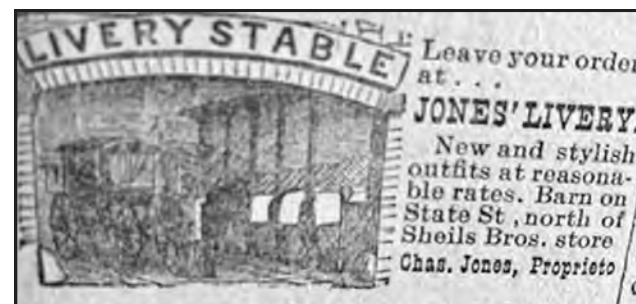 LIVERY STABLE
Leave your order
at . . .
JONES' LIVERY
New and stylish
outfits at reasona-
ble rates. Barn on
State St , north of
Sheils Bros. store
Chas. Jones, Proprieto